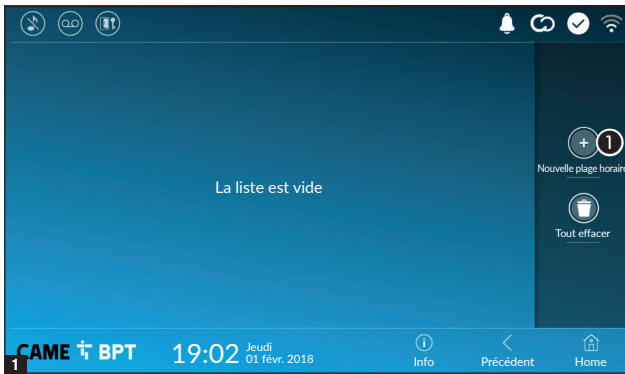 1
Nouvelle plage horaire
La liste est vide
Tout effacer
CAME BPT
19:02
Jeudi
01 févr. 2018
Info
Précédent
Home
1